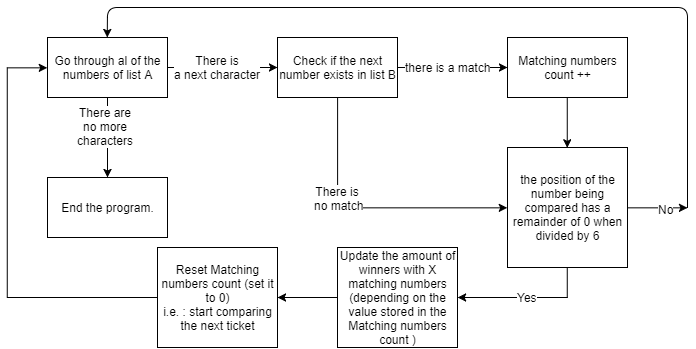 Go through al of the
numbers of list A
There is
a next character
Check if the next
number exists in list B
there is a match
Matching numbers
count ++
There are
no more
characters
End the program.
There is
no match
the position of the
number being
compared has a
remainder of 0 when
divided by 6
No
Yes
Update the amount of
winners with X
matching numbers
(depending on the
value stored in the
Matching numbers
count )
Reset Matching
numbers count (set it
to 0)
i.e. : start comparing
the next ticket